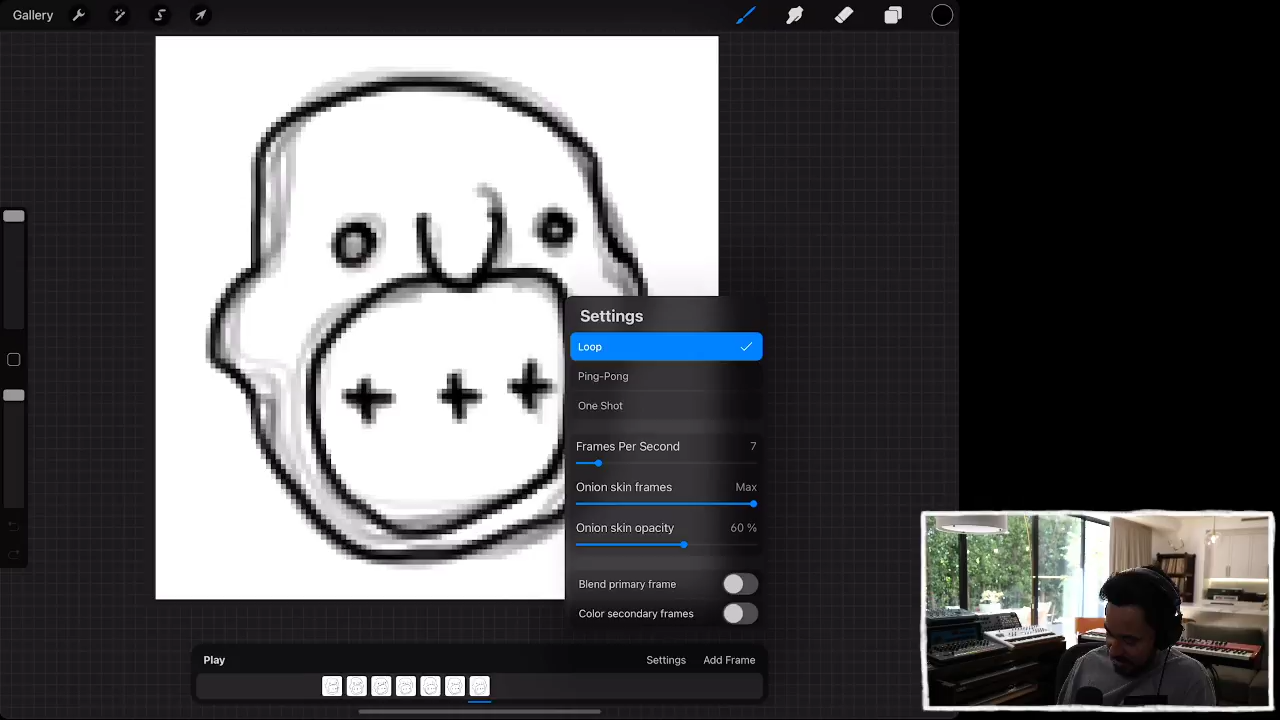 Gallery
Settings
Loop
Ping-Pong
One Shot
Frames Per Second 7
Onion skin frames Max
Onion skin opacity 60 %
Blend primary frame
Color secondary frames
Play Settings Add Frame